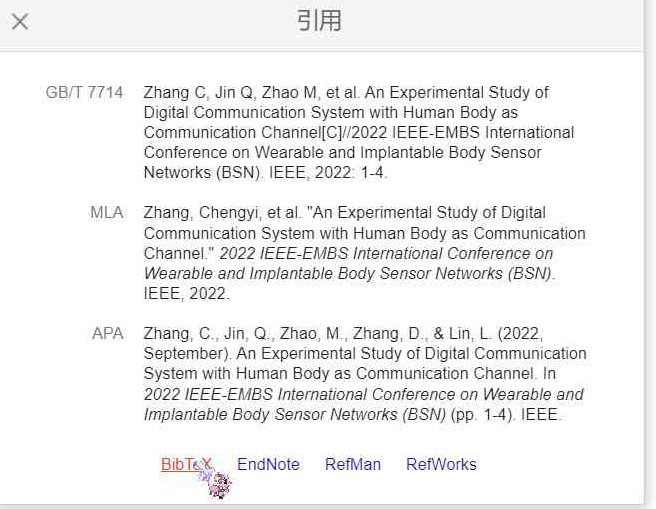 引用
GB/T 7714 Zhang C, Jin Q, Zhao M, et al. An Experimental Study of
Digital Communication System with Human Body as
Communication Channel[C]//2022 IEEE-EMBS International
Conference on Wearable and Implantable Body Sensor
Networks (BSN). IEEE, 2022: 1-4.
MLA Zhang, Chengyi, et al. "An Experimental Study of Digital
Communication System with Human Body as Communication
Channel." 2022 IEEE-EMBS International Conference on
Wearable and Implantable Body Sensor Networks (BSN).
IEEE, 2022.
APA Zhang, C., Jin, Q., Zhao, M., Zhang, D., & Lin, L. (2022,
September). An Experimental Study of Digital Communication
System with Human Body as Communication Channel. In
2022 IEEE-EMBS International Conference on Wearable and
Implantable Body Sensor Networks (BSN) (pp. 1-4). IEEE.
BibTeX EndNote RefMan RefWorks